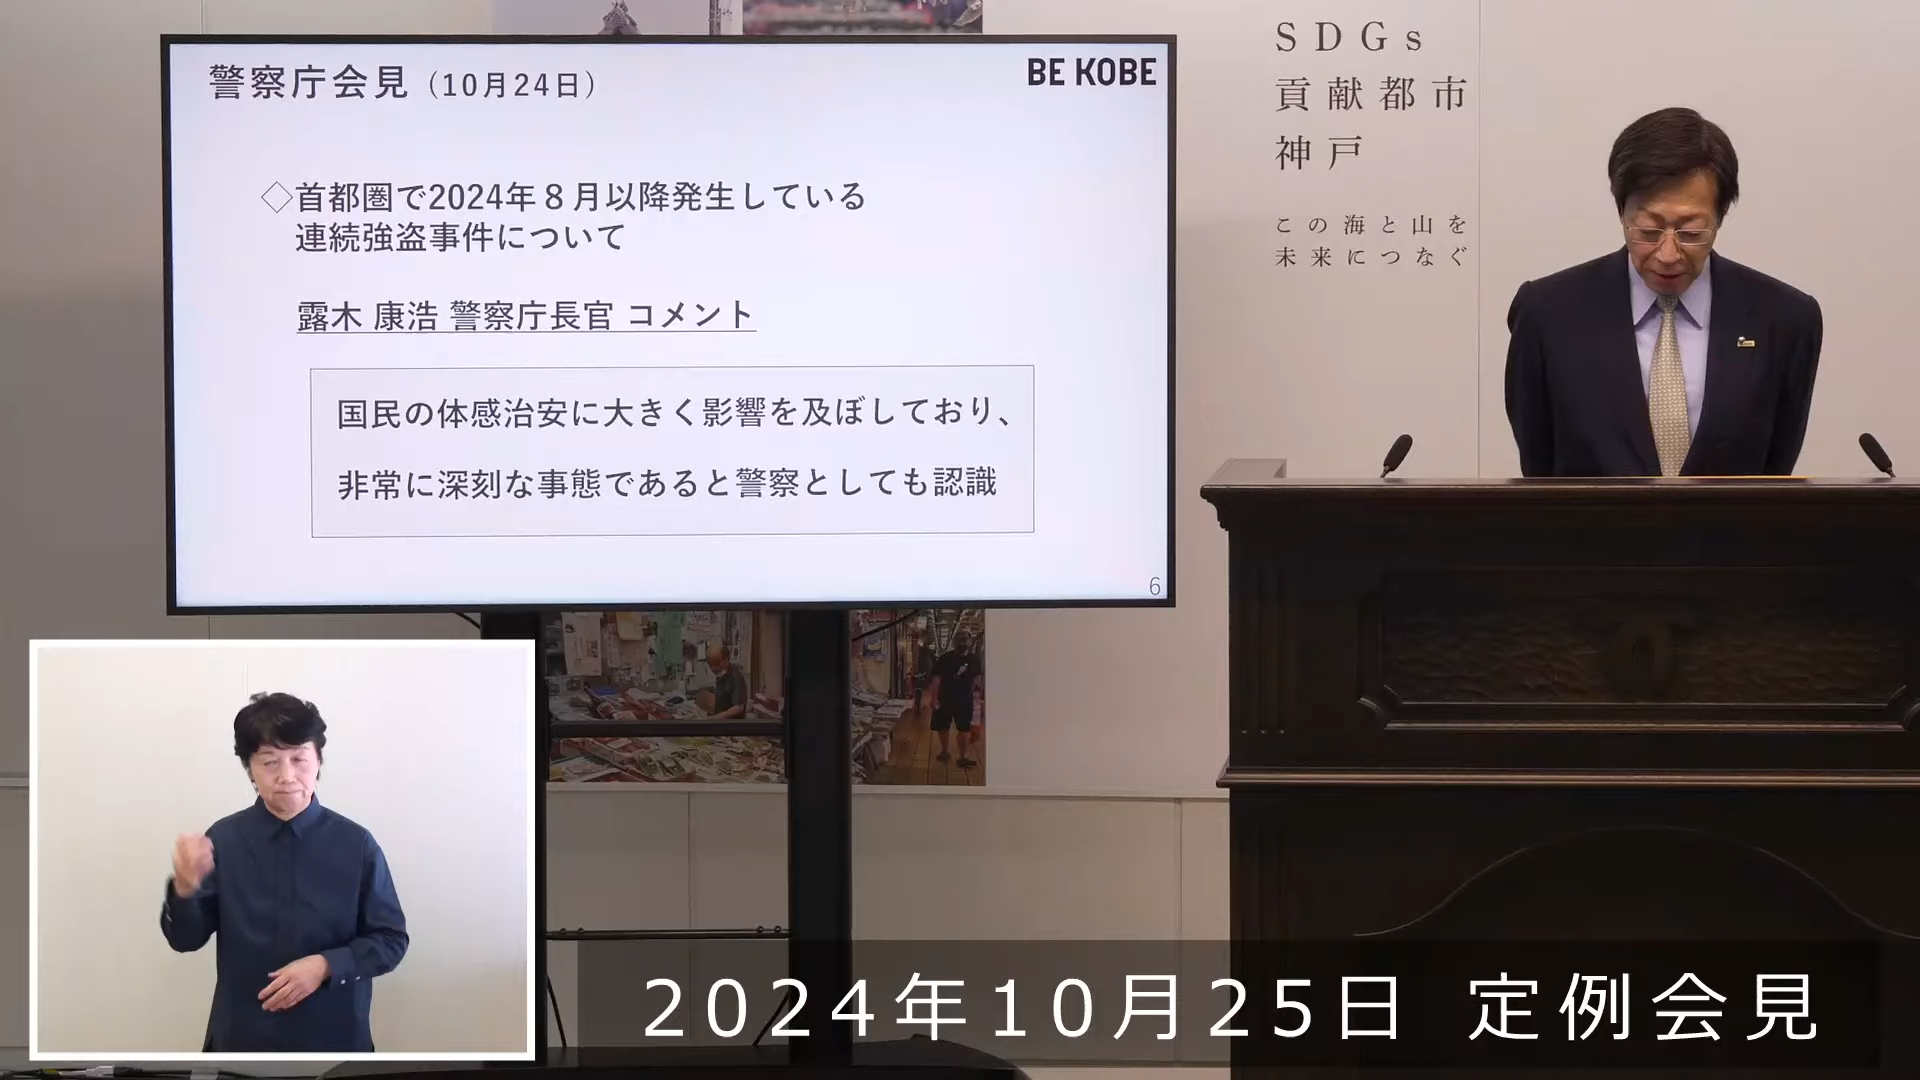 警察庁会見（10月24日）
BE KOBE
◇首都圏で2024年８月以降発生している
連続強盗事件について
露木 康浩 警察庁長官 コメント
国民の体感治安に大きく影響を及ぼしており、
非常に深刻な事態であると警察としても認識
6
SDGs
貢献都市
神戸
この海と山を
未来につなぐ
2024年10月25日 定例会見